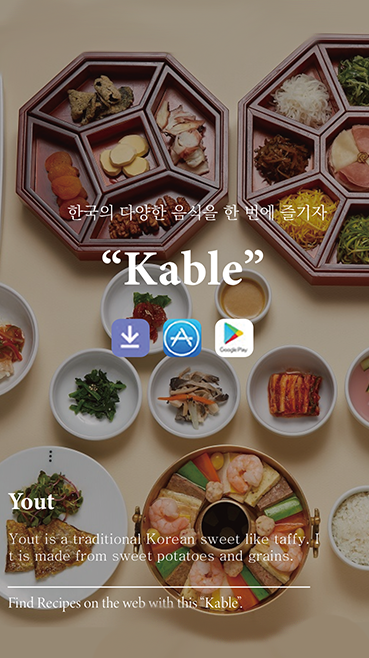 한국의 다양한 음식을 한 번에 즐기자
“Kable”
Google Play
Yout
Yout is a traditional Korean sweet like taffy. I
t is made from sweet potatoes and grains.
Find Recipes on the web with this “Kable”.